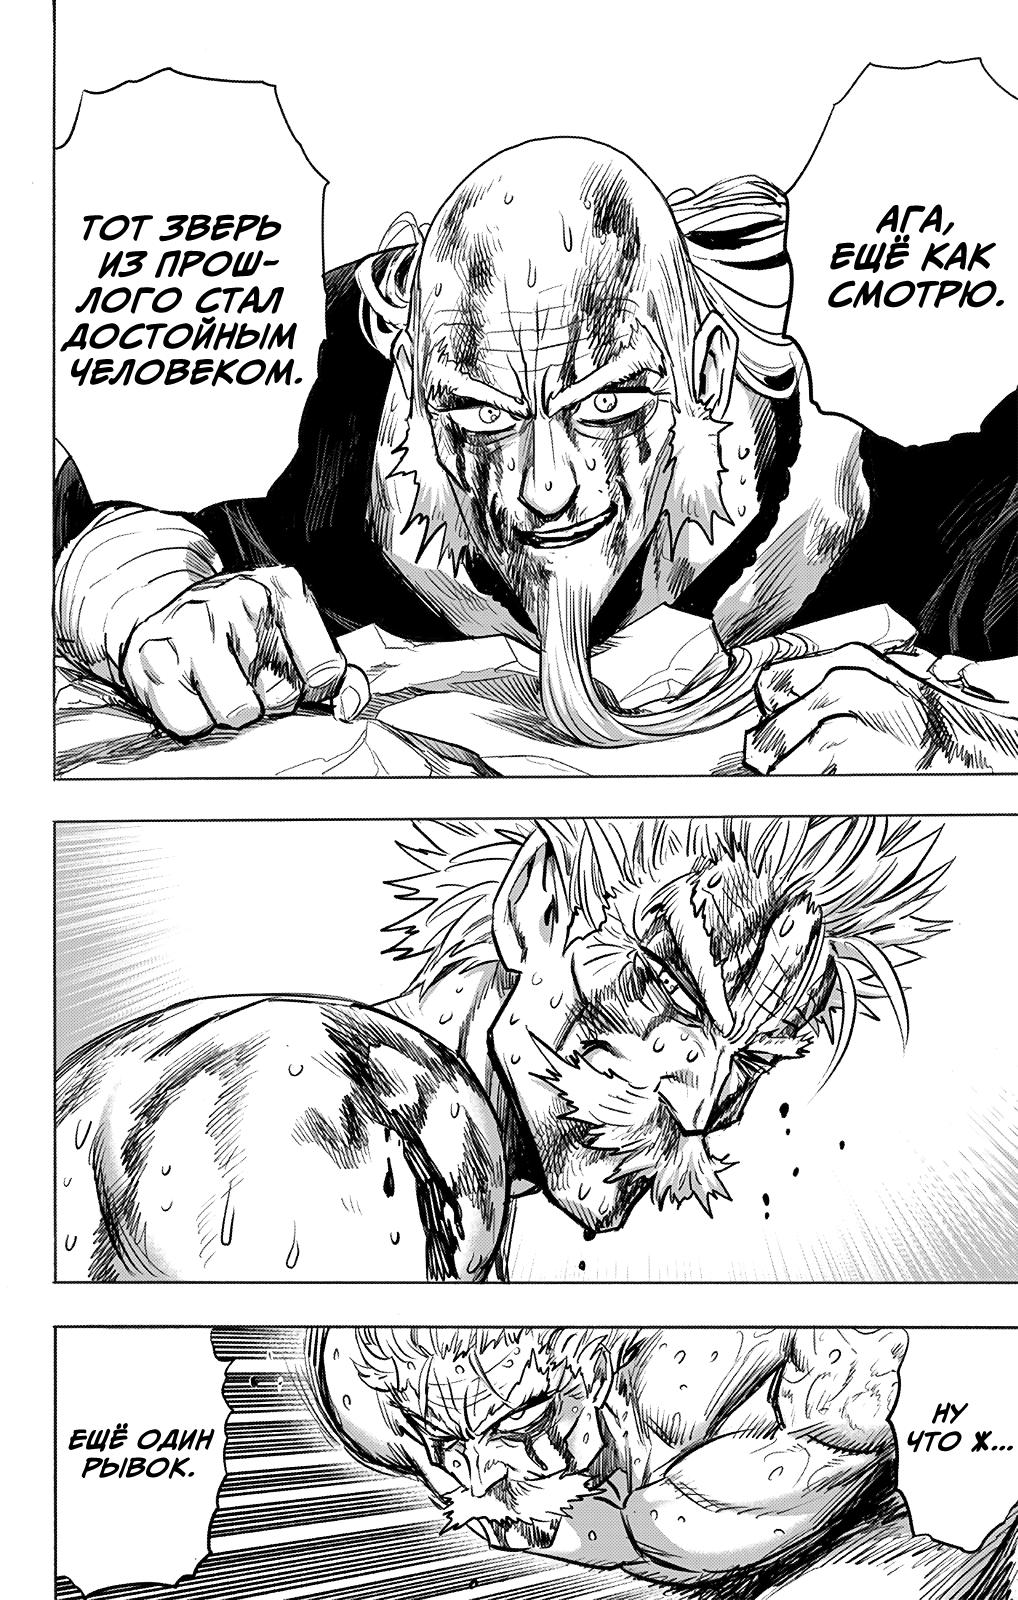 АГА,
ЕЩЁ КАК
СМОТРЮ.
ТОТ ЗВЕРЬ
ИЗ ПРОШ-
ЛОГО СТАЛ
ДОСТОЙНЫМ
ЧЕЛОВЕКОМ.
НУ
ЧТО Ж...
ЕЩЁ ОДИН
РЫВОК.